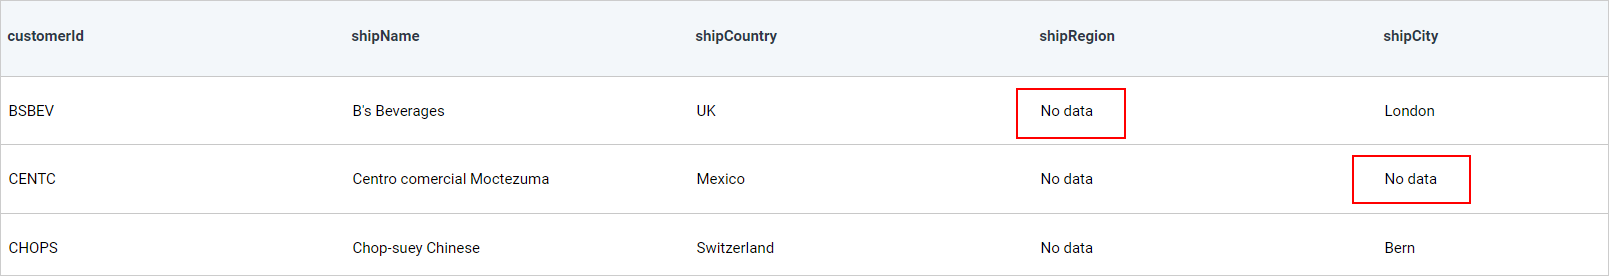 customerId shipName shipCountry shipRegion shipCity
BSBEV B's Beverages UK No data London
CENTC Centro comercial Moctezuma Mexico No data No data
CHOPS Chop-suey Chinese Switzerland No data Bern